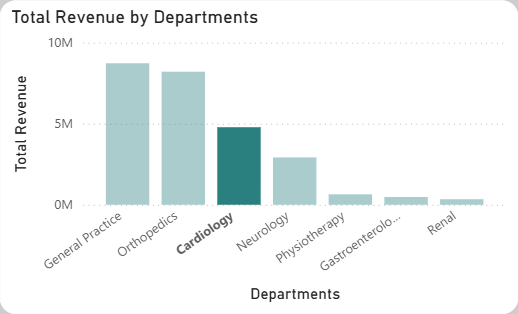 Total Revenue by Departments
10M
5M
0M
Total Revenue
General Practice
Orthopedics
Cardiology
Neurology
Physiotherapy
Gastroenterolo...
Renal
Departments